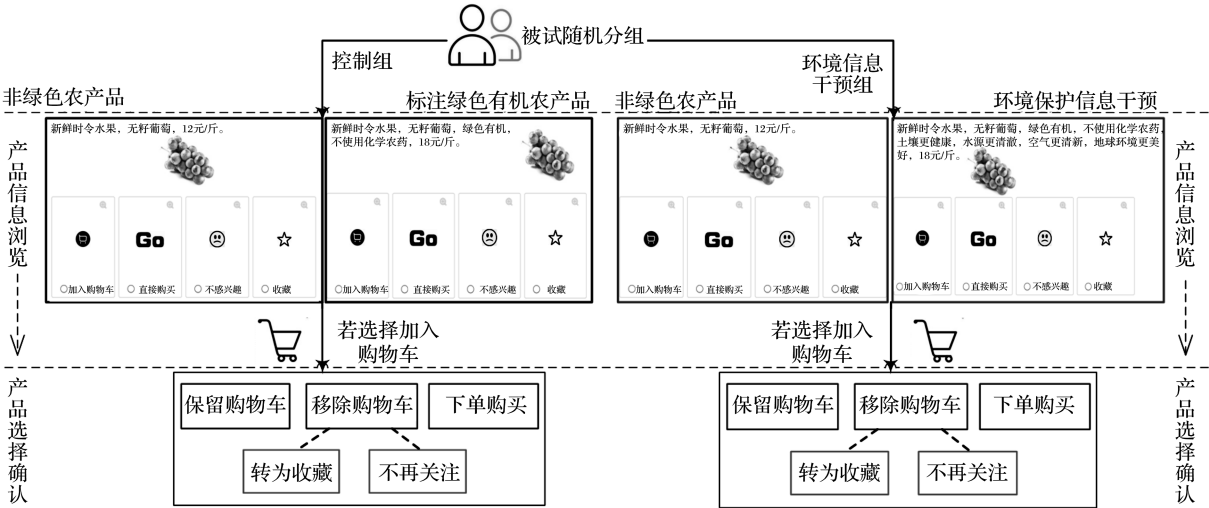 被试随机分组
控制组
环境信息
干预组
非绿色农产品
标注绿色有机农产品
非绿色农产品
环境保护信息干预
产品信息浏览
新鲜时令水果，无籽葡萄，12元/斤。
Go
加入购物车
直接购买
不感兴趣
收藏
新鲜时令水果，无籽葡萄，绿色有机，
不使用化学农药，18元/斤。
Go
加入购物车
直接购买
不感兴趣
收藏
新鲜时令水果，无籽葡萄，12元/斤。
Go
加入购物车
直接购买
不感兴趣
收藏
新鲜时令水果，无籽葡萄，绿色有机，不使用化学农药，
土壤更健康，水源更清澈，空气更清新，地球环境更美
好，18元/斤。
Go
加入购物车
直接购买
不感兴趣
收藏
产品信息浏览
若选择加入
购物车
若选择加入
购物车
产品选择确认
保留购物车
移除购物车
下单购买
转为收藏
不再关注
保留购物车
移除购物车
下单购买
转为收藏
不再关注
产品选择确认